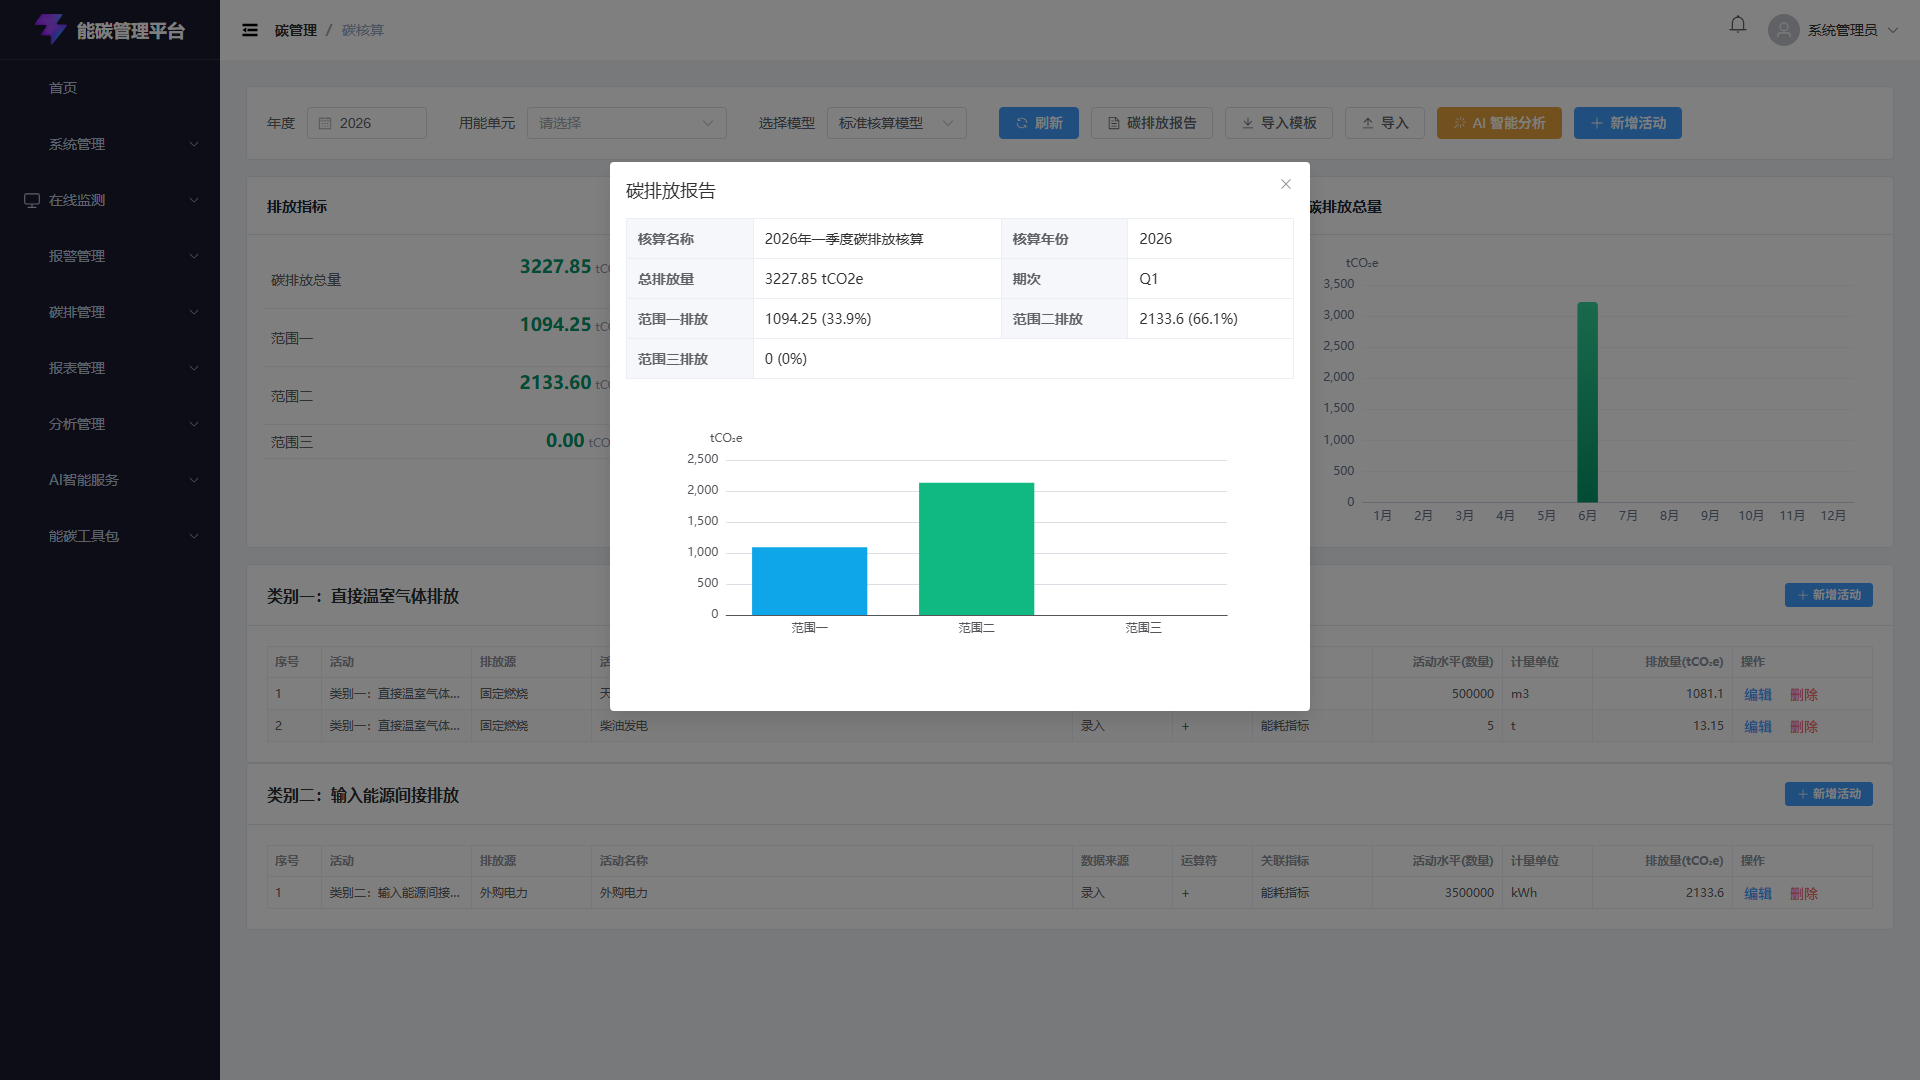 能碳管理平台
首页
系统管理
在线监测
报警管理
碳排管理
报表管理
分析管理
AI智能服务
能碳工具包
碳管理 / 碳核算
系统管理员
年度 2026 用能单元 请选择 选择模型 标准核算模型 刷新 碳排放报告 导入模板 导入 AI 智能分析 新增活动
排放指标
碳排放总量 3227.85
范围一 1094.25
范围二 2133.60
范围三 0.00
碳排放总量
tCO₂e
3,500
3,000
2,500
2,000
1,500
1,000
500
0
1月 2月 3月 4月 5月 6月 7月 8月 9月 10月 11月 12月
碳排放报告
核算名称 2026年一季度碳排放核算 核算年份 2026
总排放量 3227.85 tCO2e 期次 Q1
范围一排放 1094.25 (33.9%) 范围二排放 2133.6 (66.1%)
范围三排放 0 (0%)
tCO₂e
2,500
2,000
1,500
1,000
500
0
范围一 范围二 范围三
类别一：直接温室气体排放 新增活动
序号 活动 排放源 活动水平(数量) 计量单位 排放量(tCO₂e) 操作
1 类别一：直接温室气体... 固定燃烧 500000 m3 1081.1 编辑 删除
2 类别一：直接温室气体... 固定燃烧 柴油发电 录入 + 能耗指标 5 t 13.15 编辑 删除
类别二：输入能源间接排放 新增活动
序号 活动 排放源 活动名称 数据来源 运算符 关联指标 活动水平(数量) 计量单位 排放量(tCO₂e) 操作
1 类别二：输入能源间接... 外购电力 外购电力 录入 + 能耗指标 3500000 kWh 2133.6 编辑 删除